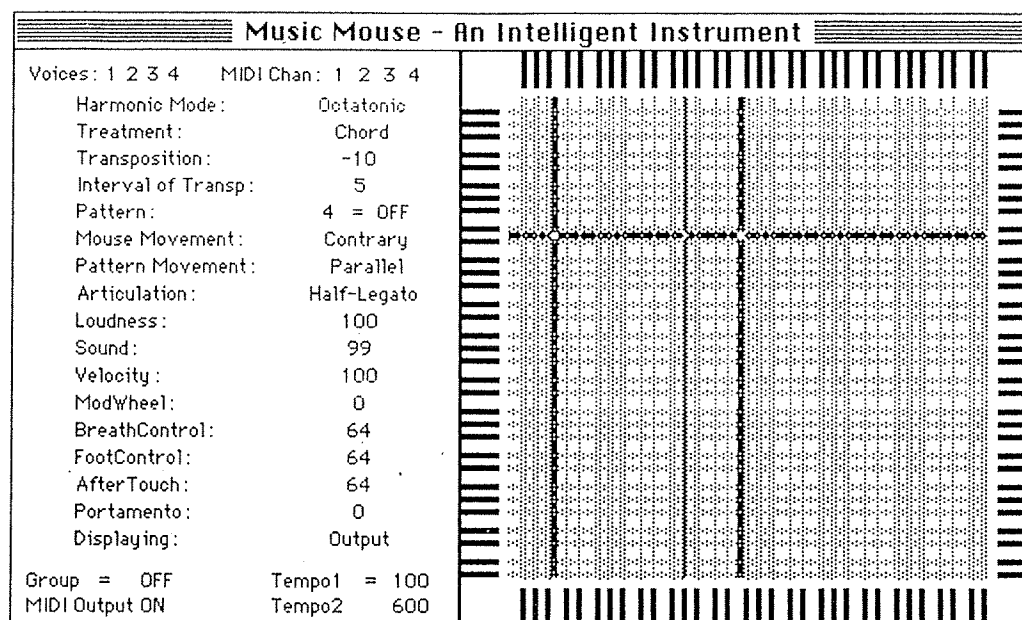 Music Mouse - An Intelligent Instrument
Voices: 1 2 3 4 MIDI Chan: 1 2 3 4
Harmonic Mode: Octatonic
Treatment: Chord
Transposition: -10
Interval of Transp: 5
Pattern: 4 = OFF
Mouse Movement: Contrary
Pattern Movement: Parallel
Articulation: Half-Legato
Loudness: 100
Sound: 99
Velocity: 100
ModWheel: 0
BreathControl: 64
FootControl: 64
AfterTouch: 64
Portamento: 0
Displaying: Output
Group = OFF Tempo1 = 100
MIDI Output ON Tempo2 600